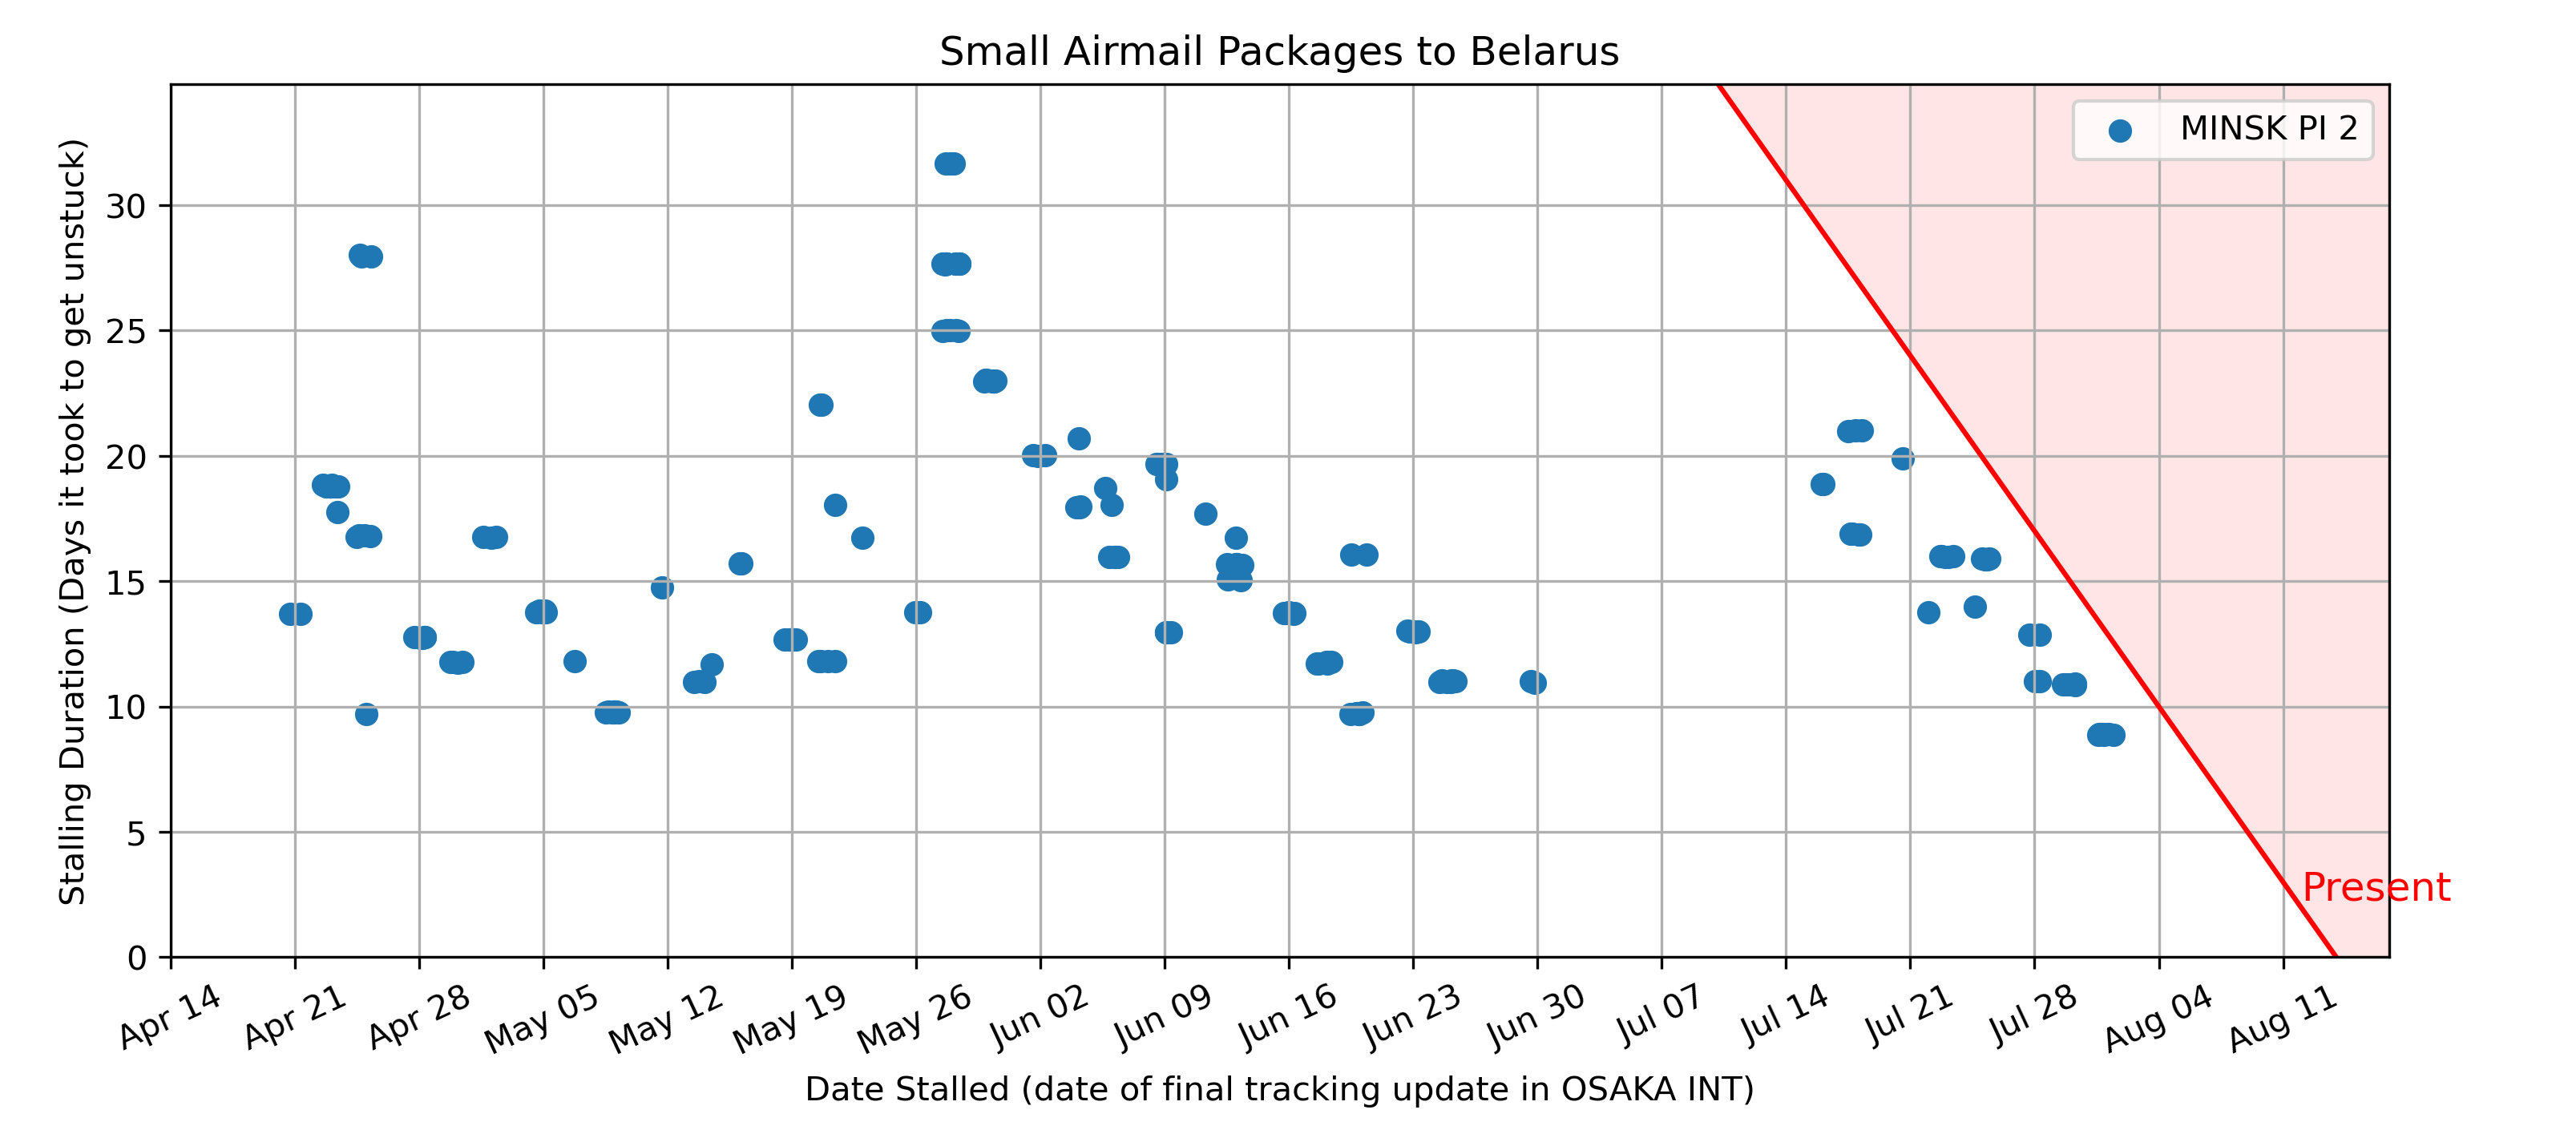 Small Airmail Packages to Belarus
MINSK PI 2
Stalling Duration (Days it took to get unstuck)
30
25
20
15
10
5
0
Present
Apr 14
Apr 21
Apr 28
May 05
May 12
May 19
May 26
Jun 02
Jun 09
Jun 16
Jun 23
Jun 30
Jul 07
Jul 14
Jul 21
Jul 28
Aug 04
Aug 11
Date Stalled (date of final tracking update in OSAKA INT)